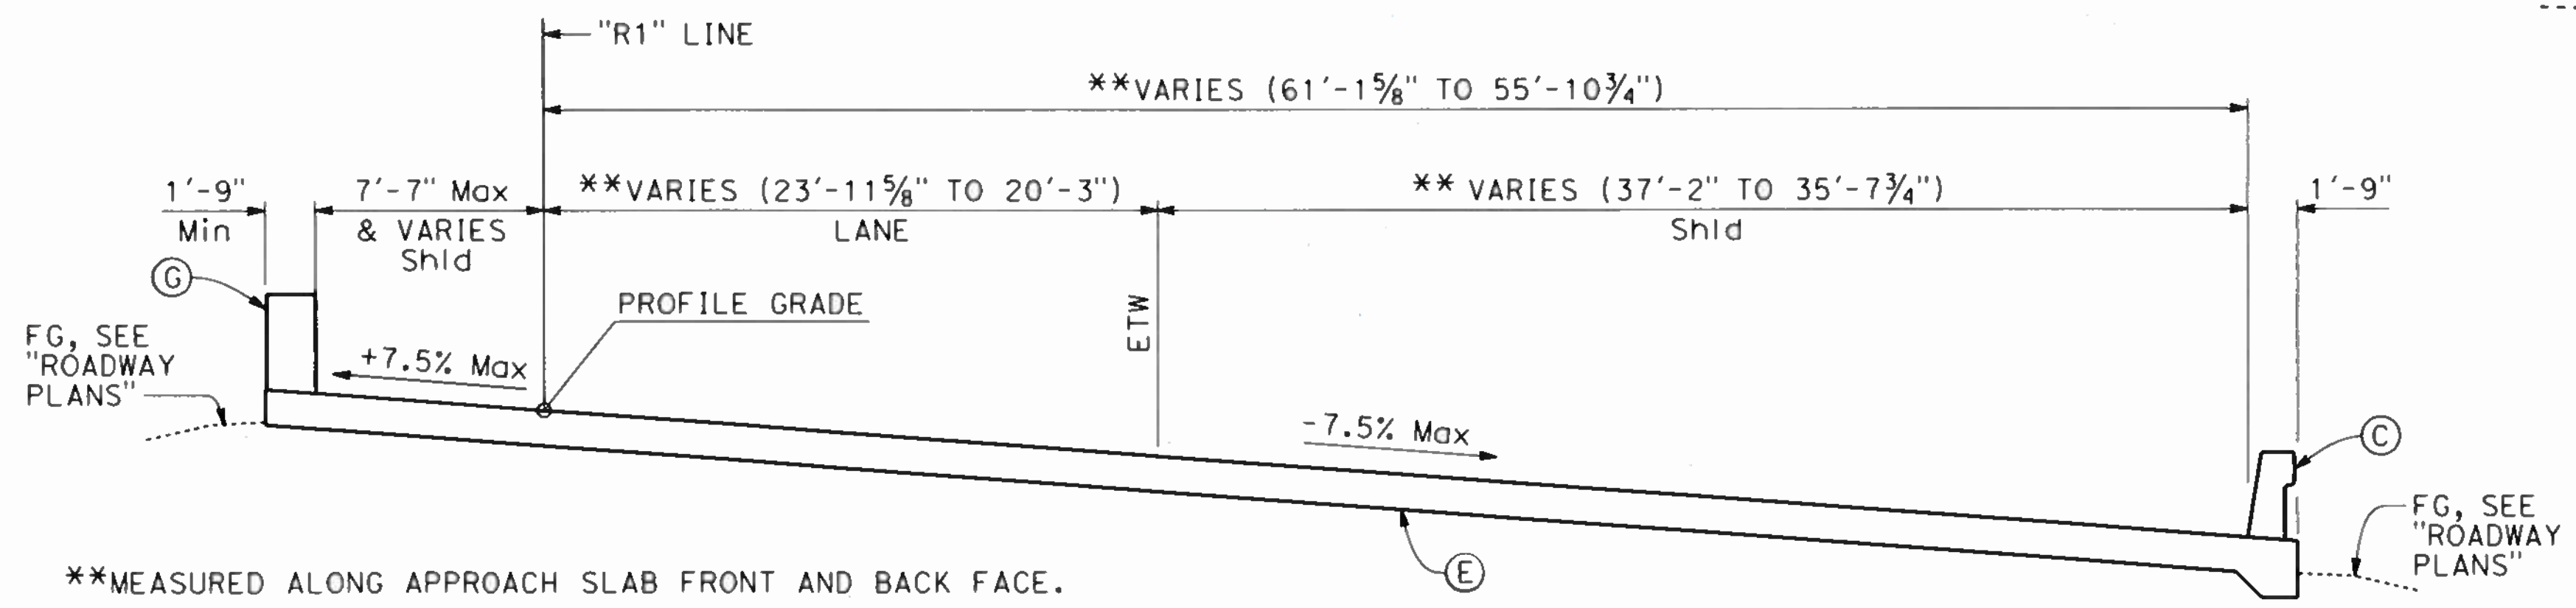 "R1" LINE
**VARIES (61'-1⅝" TO 55'-10¾")
1'-9"
Min
7'-7" Max
& VARIES
Shld
**VARIES (23'-11⅝" TO 20'-3")
LANE
** VARIES (37'-2" TO 35'-7¾")
Shld
1'-9"
G
PROFILE GRADE
ETW
FG, SEE
"ROADWAY
PLANS"
+7.5% Max
-7.5% Max
C
E
FG, SEE
"ROADWAY
PLANS"
**MEASURED ALONG APPROACH SLAB FRONT AND BACK FACE.